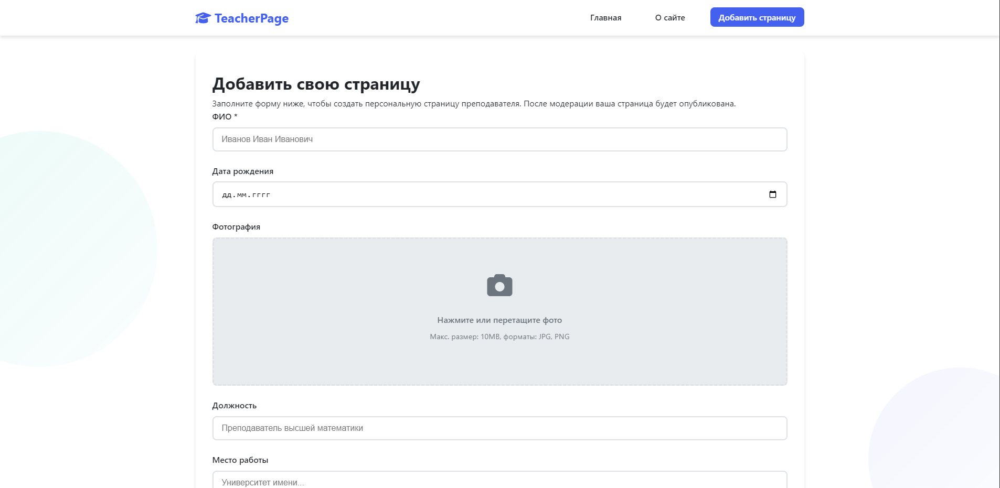 TeacherPage
Главная
О сайте
Добавить страницу
Добавить свою страницу
Заполните форму ниже, чтобы создать персональную страницу преподавателя. После модерации ваша страница будет опубликована.
ФИО *
Иванов Иван Иванович
Дата рождения
дд.мм.гггг
Фотография
Нажмите или перетащите фото
Макс. размер: 10MB, форматы: JPG, PNG
Должность
Преподаватель высшей математики
Место работы
Университет имени...